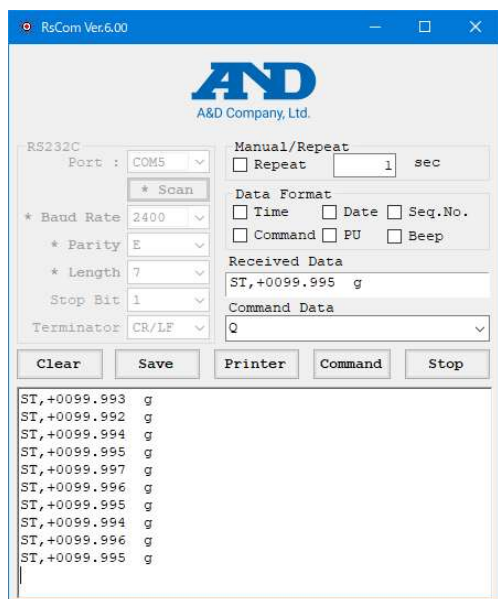 RsCom Ver.6.00
AND
A&D Company, Ltd.
RS232C
Port : COM5
* Scan
* Baud Rate 2400
* Parity E
* Length 7
Stop Bit 1
Terminator CR/LF
Manual/Repeat
Repeat 1 sec
Data Format
Time Date Seq.No.
Command PU Beep
Received Data
ST,+0099.995 g
Command Data
Q
Clear Save Printer Command Stop
ST,+0099.993 g
ST,+0099.992 g
ST,+0099.994 g
ST,+0099.995 g
ST,+0099.997 g
ST,+0099.996 g
ST,+0099.995 g
ST,+0099.994 g
ST,+0099.996 g
ST,+0099.995 g